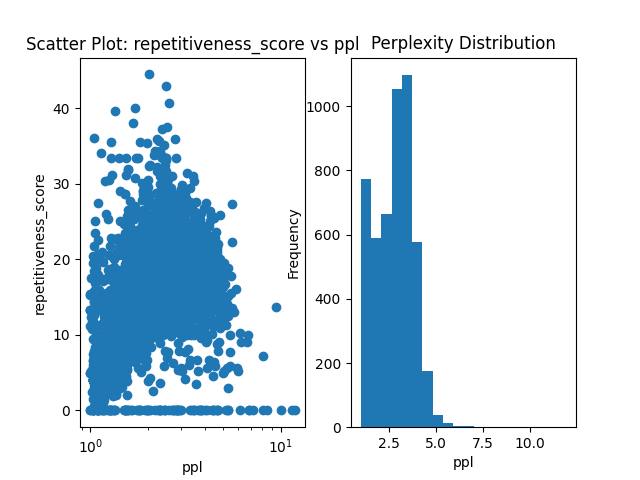 Scatter Plot: repetitiveness_score vs ppl
repetitiveness_score
40
30
20
10
0
10⁰
10¹
ppl
Perplexity Distribution
Frequency
1000
800
600
400
200
0
2.5
5.0
7.5
10.0
ppl